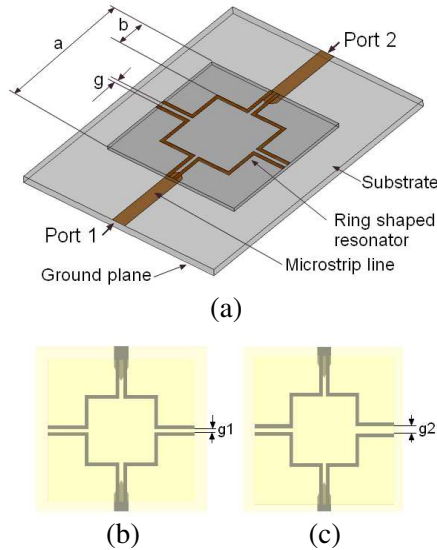 a
b
g
Port 2
Substrate
Ring shaped
resonator
Port 1
Microstrip line
Ground plane
(a)
g1
g2
(b)
(c)